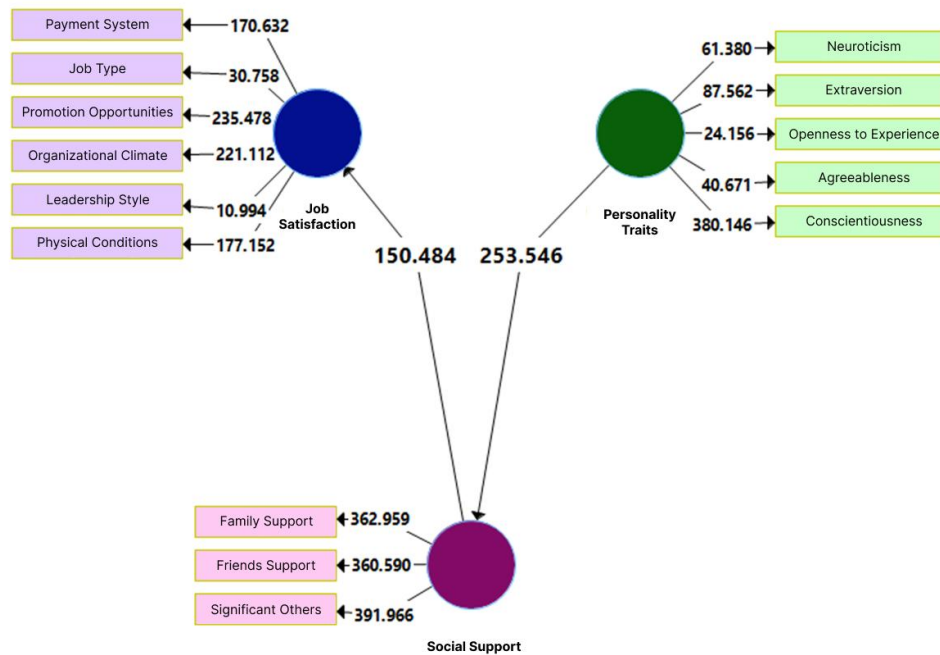 Payment System
170.632
Job Type
30.758
Promotion Opportunities
235.478
Organizational Climate
221.112
Leadership Style
10.994
Physical Conditions
177.152
Job
Satisfaction
61.380
Neuroticism
87.562
Extraversion
24.156
Openness to Experience
40.671
Agreeableness
380.146
Conscientiousness
Personality
Traits
150.484
253.546
Family Support
362.959
Friends Support
360.590
Significant Others
391.966
Social Support